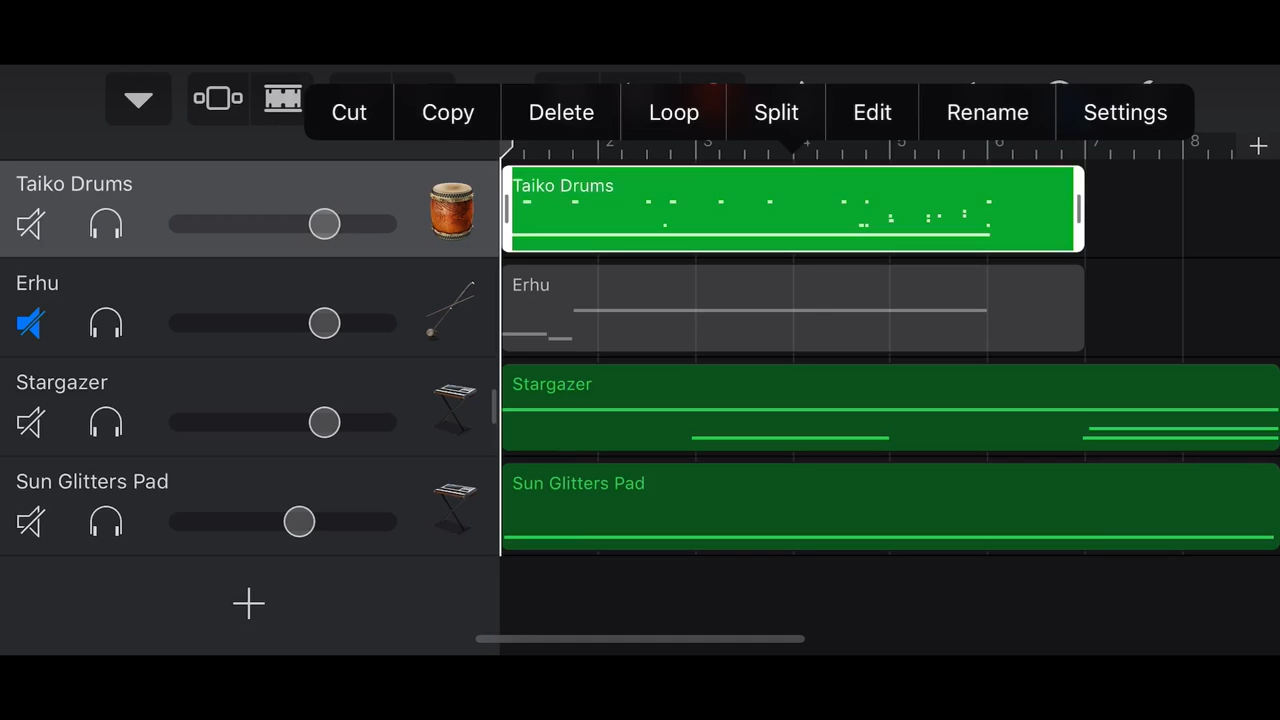 Cut Copy Delete Loop Split Edit Rename Settings
2 3 4 5 6 7 8
Taiko Drums
Taiko Drums
Erhu
Erhu
Stargazer
Stargazer
Sun Glitters Pad
Sun Glitters Pad